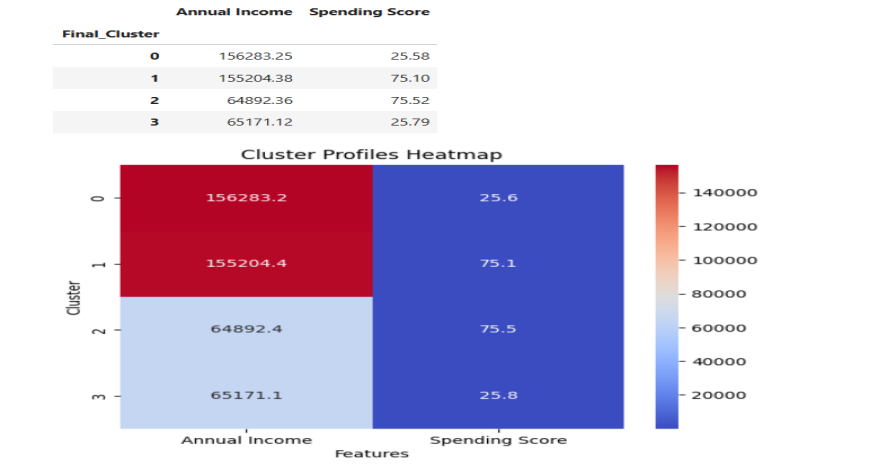 Annual Income Spending Score
Final_Cluster
0 156283.25 25.58
1 155204.38 75.10
2 64892.36 75.52
3 65171.12 25.79
Cluster Profiles Heatmap
0 156283.2 25.6
1 155204.4 75.1
2 64892.4 75.5
3 65171.1 25.8
Cluster
Annual Income Spending Score
Features
140000
120000
100000
80000
60000
40000
20000